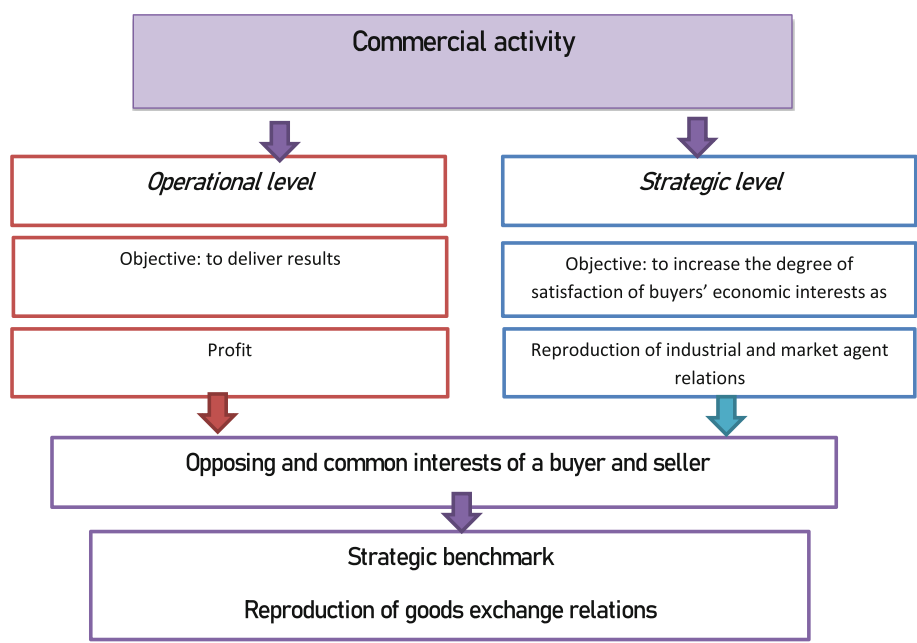 Commercial activity
Operational level
Strategic level
Objective: to deliver results
Objective: to increase the degree of
satisfaction of buyers’ economic interests as
Profit
Reproduction of industrial and market agent
relations
Opposing and common interests of a buyer and seller
Strategic benchmark
Reproduction of goods exchange relations